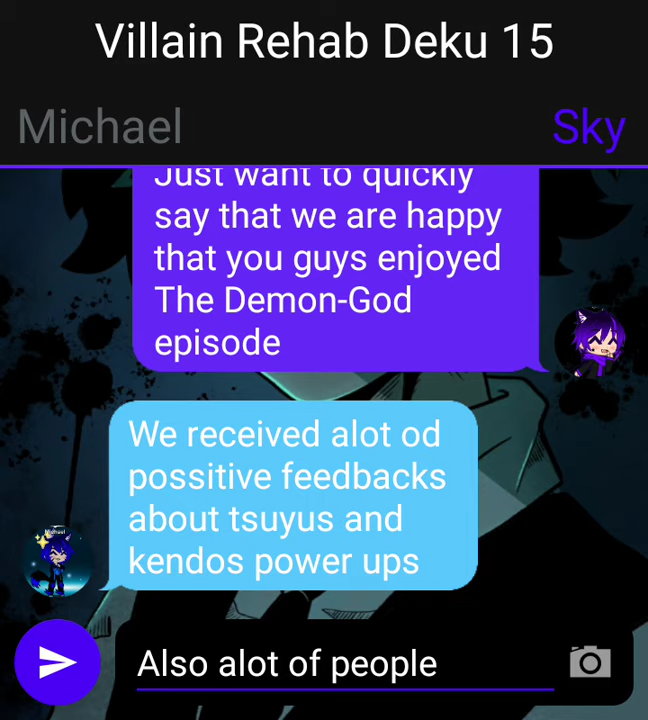 Villain Rehab Deku 15
Michael
Sky
Just want to quickly
say that we are happy
that you guys enjoyed
The Demon-God
episode
We received alot od
possitive feedbacks
about tsuyus and
kendos power ups
Michael
Also alot of people